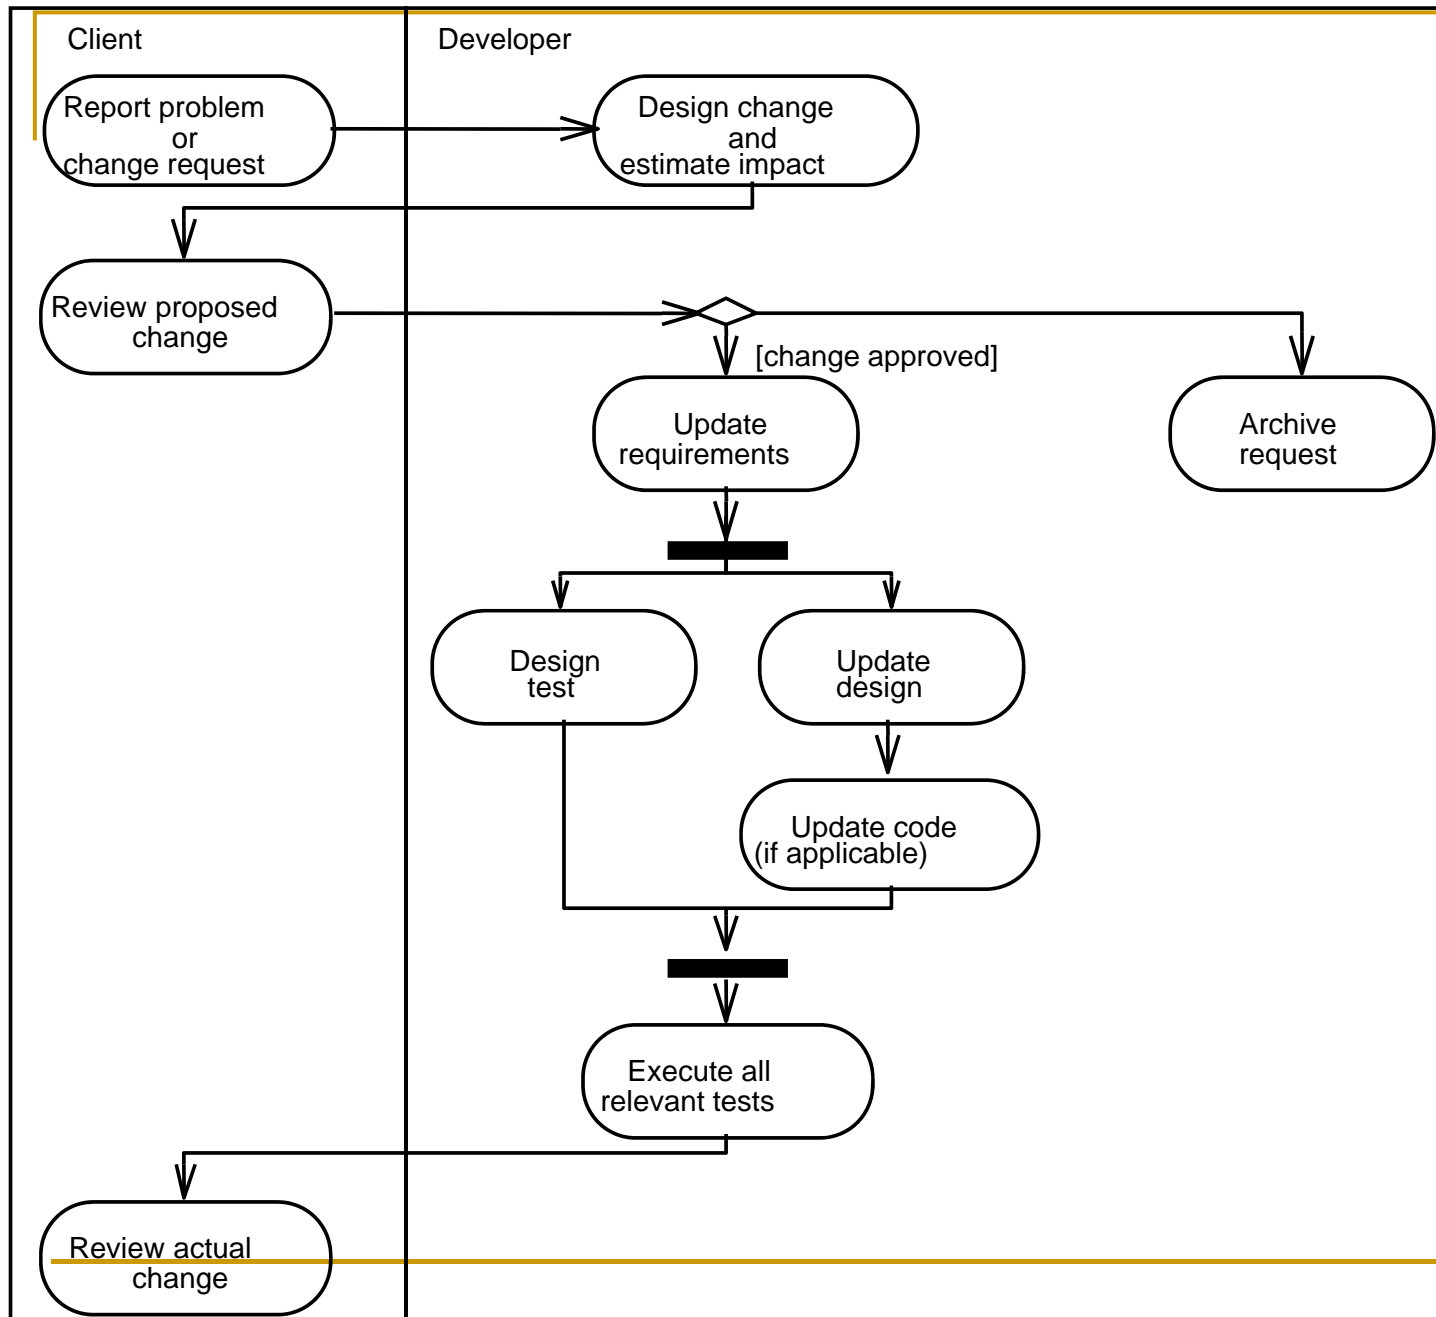 Client
Developer
Report problem
or
change request
Design change
and
estimate impact
Review proposed
change
[change approved]
Update
requirements
Archive
request
Design
test
Update
design
Update code
(if applicable)
Execute all
relevant tests
Review actual
change